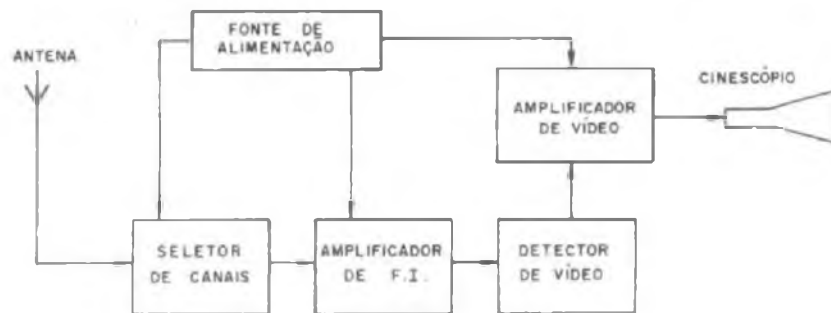 FONTE DE
ALIMENTAÇÃO
ANTENA
CINESCÓPIO
AMPLIFICADOR
DE VÍDEO
SELETOR
DE CANAIS
AMPLIFICADOR
DE F.I.
DETECTOR
DE VÍDEO